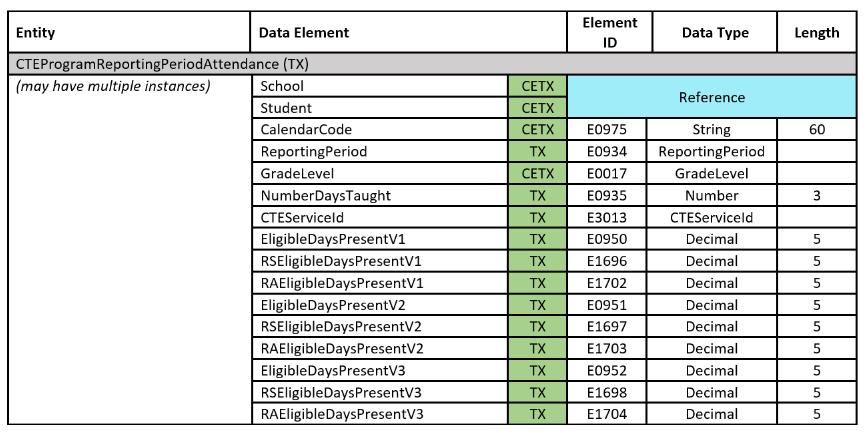 Entity Data Element Element ID Data Type Length
CTEProgramReportingPeriodAttendance (TX)
(may have multiple instances) School CETX Reference
Student CETX
CalendarCode CETX E0975 String 60
ReportingPeriod TX E0934 ReportingPeriod
GradeLevel CETX E0017 GradeLevel
NumberDaysTaught TX E0935 Number 3
CTEServiceId TX E3013 CTEServiceId
EligibleDaysPresentV1 TX E0950 Decimal 5
RSEligibleDaysPresentV1 TX E1696 Decimal 5
RAEligibleDaysPresentV1 TX E1702 Decimal 5
EligibleDaysPresentV2 TX E0951 Decimal 5
RSEligibleDaysPresentV2 TX E1697 Decimal 5
RAEligibleDaysPresentV2 TX E1703 Decimal 5
EligibleDaysPresentV3 TX E0952 Decimal 5
RSEligibleDaysPresentV3 TX E1698 Decimal 5
RAEligibleDaysPresentV3 TX E1704 Decimal 5